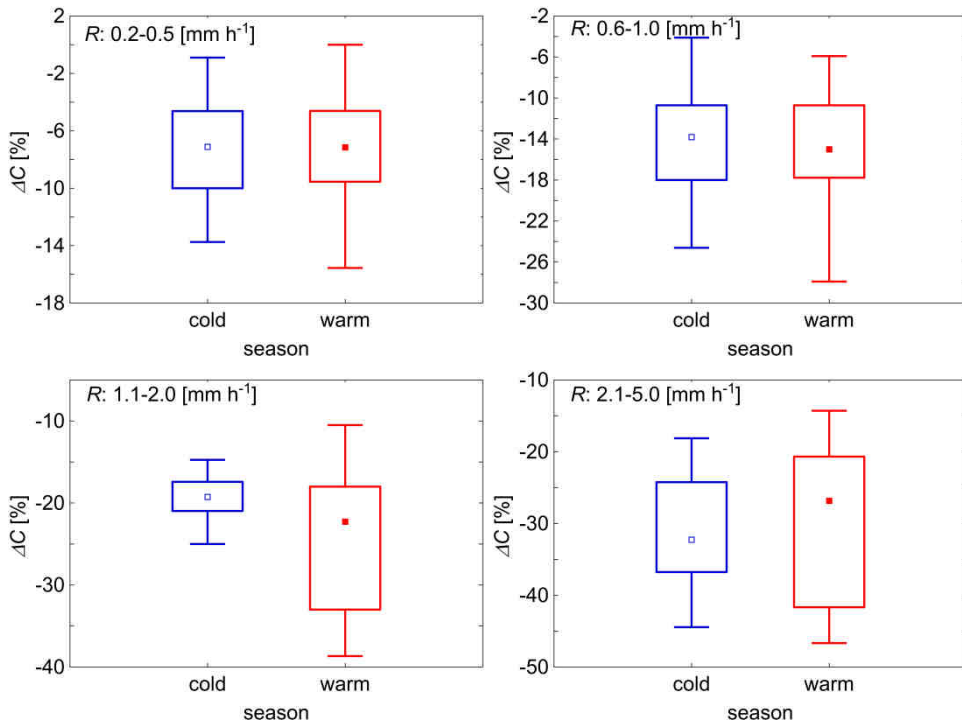 R: 0.2-0.5 [mm h⁻¹]
2
-2
-6
-10
-14
-18
ΔC [%]
cold
warm
season
R: 0.6-1.0 [mm h⁻¹]
-2
-6
-10
-14
-18
-22
-26
-30
ΔC [%]
cold
warm
season
R: 1.1-2.0 [mm h⁻¹]
-10
-20
-30
-40
ΔC [%]
cold
warm
season
R: 2.1-5.0 [mm h⁻¹]
-10
-20
-30
-40
-50
ΔC [%]
cold
warm
season